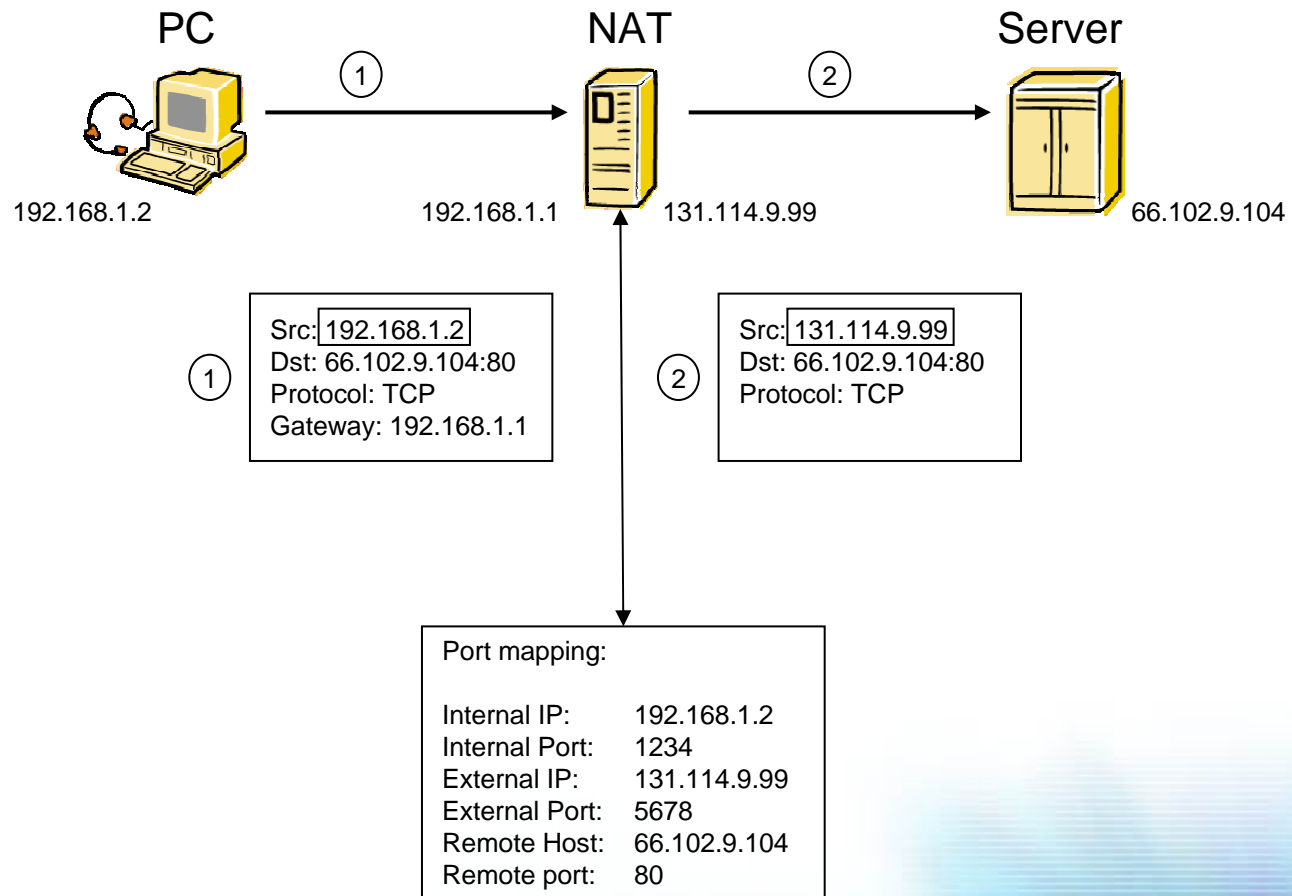 PC
NAT
Server
1
2
192.168.1.2
192.168.1.1
131.114.9.99
66.102.9.104
1
Src: 192.168.1.2
Dst: 66.102.9.104:80
Protocol: TCP
Gateway: 192.168.1.1
2
Src: 131.114.9.99
Dst: 66.102.9.104:80
Protocol: TCP
Port mapping:
Internal IP: 192.168.1.2
Internal Port: 1234
External IP: 131.114.9.99
External Port: 5678
Remote Host: 66.102.9.104
Remote port: 80